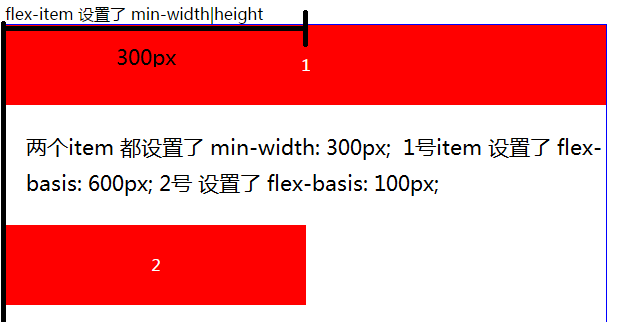 flex-item 设置了 min-width|height
300px
1
两个item 都设置了 min-width: 300px;  1号item 设置了 flex-
basis: 600px; 2号 设置了 flex-basis: 100px;
2